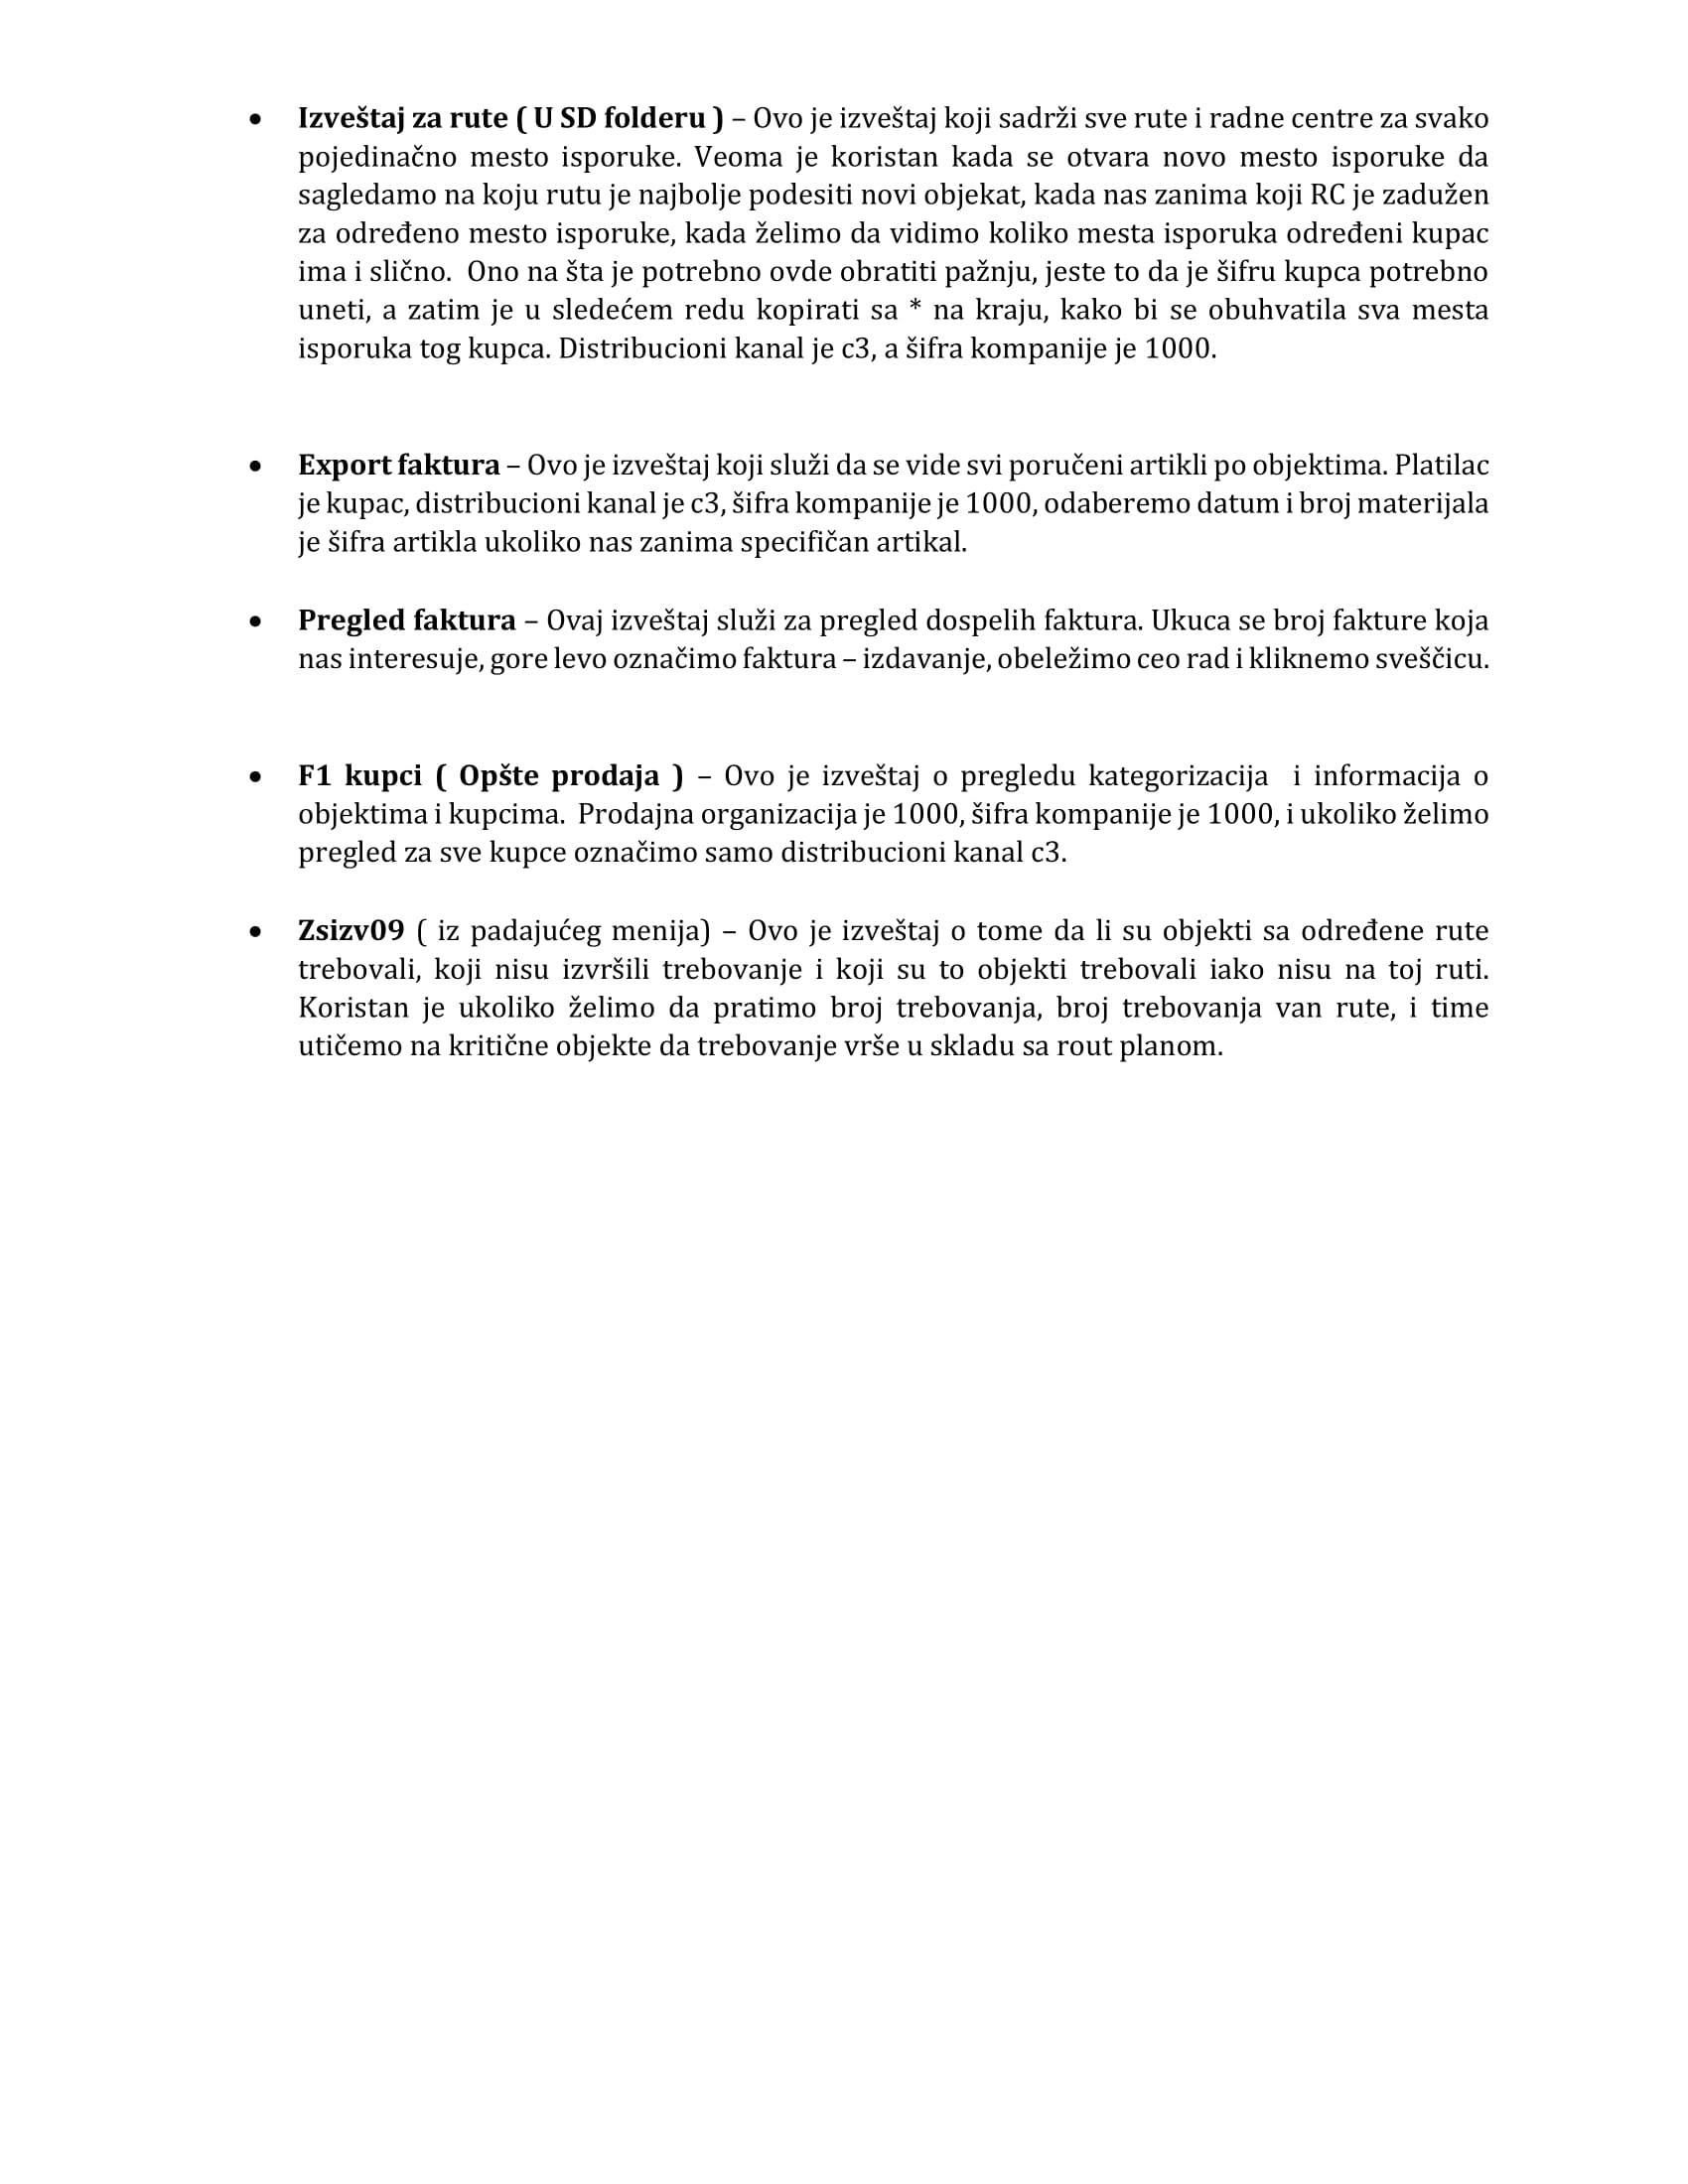 • Izveštaj za rute ( U SD folderu ) – Ovo je izveštaj koji sadrži sve rute i radne centre za svako
pojedinačno mesto isporuke. Veoma je koristan kada se otvara novo mesto isporuke da
sagledamo na koju rutu je najbolje podesiti novi objekat, kada nas zanima koji RC je zadužen
za određeno mesto isporuke, kada želimo da vidimo koliko mesta isporuka određeni kupac
ima i slično.  Ono na šta je potrebno ovde obratiti pažnju, jeste to da je šifru kupca potrebno
uneti, a zatim je u sledećem redu kopirati sa * na kraju, kako bi se obuhvatila sva mesta
isporuka tog kupca. Distribucioni kanal je c3, a šifra kompanije je 1000.
• Export faktura – Ovo je izveštaj koji služi da se vide svi poručeni artikli po objektima. Platilac
je kupac, distribucioni kanal je c3, šifra kompanije je 1000, odaberemo datum i broj materijala
je šifra artikla ukoliko nas zanima specifičan artikal.
• Pregled faktura – Ovaj izveštaj služi za pregled dospelih faktura. Ukuca se broj fakture koja
nas interesuje, gore levo označimo faktura – izdavanje, obeležimo ceo rad i kliknemo sveščicu.
• F1 kupci ( Opšte prodaja ) – Ovo je izveštaj o pregledu kategorizacija  i informacija o
objektima i kupcima.  Prodajna organizacija je 1000, šifra kompanije je 1000, i ukoliko želimo
pregled za sve kupce označimo samo distribucioni kanal c3.
• Zsizv09 ( iz padajućeg menija) – Ovo je izveštaj o tome da li su objekti sa određene rute
trebovali, koji nisu izvršili trebovanje i koji su to objekti trebovali iako nisu na toj ruti.
Koristan je ukoliko želimo da pratimo broj trebovanja, broj trebovanja van rute, i time
utičemo na kritične objekte da trebovanje vrše u skladu sa rout planom.